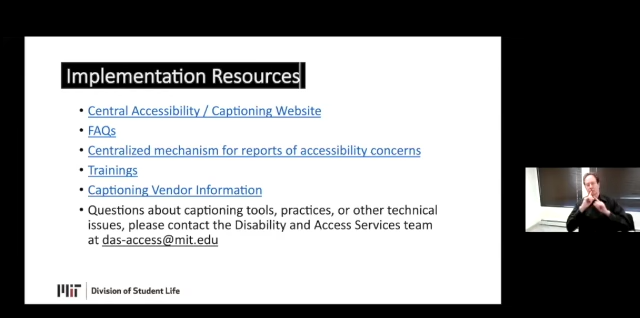 Implementation Resources
• Central Accessibility / Captioning Website
• FAQs
• Centralized mechanism for reports of accessibility concerns
• Trainings
• Captioning Vendor Information
• Questions about captioning tools, practices, or other technical
issues, please contact the Disability and Access Services team
at das-access@mit.edu
MIT | Division of Student Life